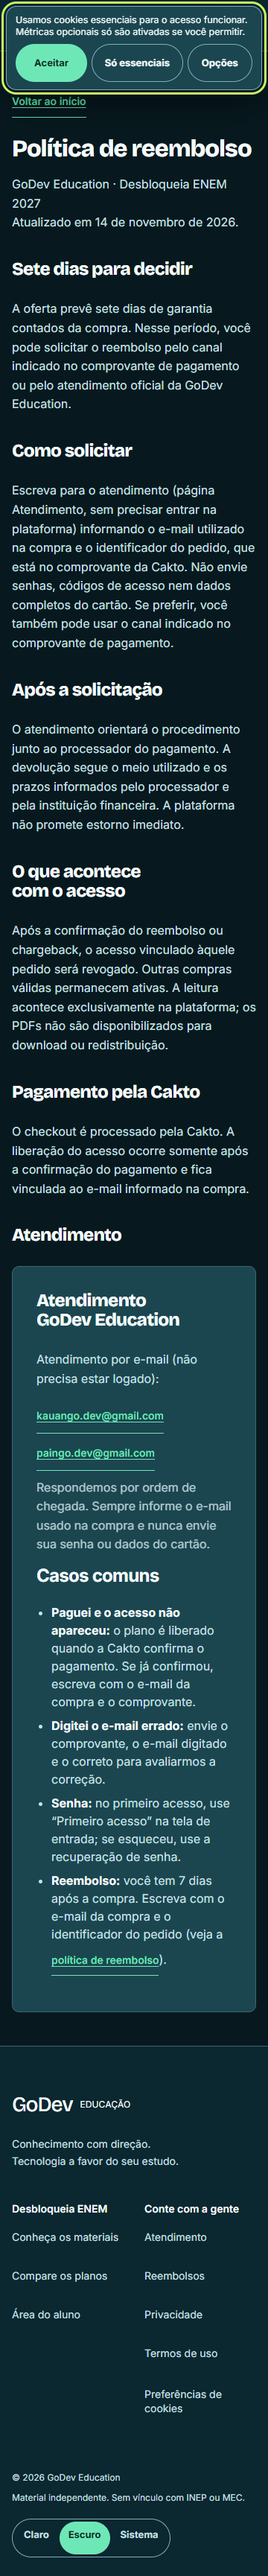 Usamos cookies essenciais para o acesso funcionar.
Métricas opcionais só são ativadas se você permitir.
Aceitar
Só essenciais
Opções
Voltar ao início
Política de reembolso
GoDev Education · Desbloqueia ENEM
2027
Atualizado em 14 de novembro de 2026.
Sete dias para decidir
A oferta prevê sete dias de garantia
contados da compra. Nesse período, você
pode solicitar o reembolso pelo canal
indicado no comprovante de pagamento
ou pelo atendimento oficial da GoDev
Education.
Como solicitar
Escreva para o atendimento (página
Atendimento, sem precisar entrar na
plataforma) informando o e-mail utilizado
na compra e o identificador do pedido, que
está no comprovante da Cakto. Não envie
senhas, códigos de acesso nem dados
completos do cartão. Se preferir, você
também pode usar o canal indicado no
comprovante de pagamento.
Após a solicitação
O atendimento orientará o procedimento
junto ao processador do pagamento. A
devolução segue o meio utilizado e os
prazos informados pelo processador e
pela instituição financeira. A plataforma
não promete estorno imediato.
O que acontece
com o acesso
Após a confirmação do reembolso ou
chargeback, o acesso vinculado àquele
pedido será revogado. Outras compras
válidas permanecem ativas. A leitura
acontece exclusivamente na plataforma; os
PDFs não são disponibilizados para
download ou redistribuição.
Pagamento pela Cakto
O checkout é processado pela Cakto. A
liberação do acesso ocorre somente após
a confirmação do pagamento e fica
vinculada ao e-mail informado na compra.
Atendimento
Atendimento
GoDev Education
Atendimento por e-mail (não
precisa estar logado):
kauango.dev@gmail.com
paingo.dev@gmail.com
Respondemos por ordem de
chegada. Sempre informe o e-mail
usado na compra e nunca envie
sua senha ou dados do cartão.
Casos comuns
• Paguei e o acesso não
apareceu: o plano é liberado
quando a Cakto confirma o
pagamento. Se já confirmou,
escreva com o e-mail da
compra e o comprovante.
• Digitei o e-mail errado: envie o
comprovante, o e-mail digitado
e o correto para avaliarmos a
correção.
• Senha: no primeiro acesso, use
“Primeiro acesso” na tela de
entrada; se esqueceu, use a
recuperação de senha.
• Reembolso: você tem 7 dias
após a compra. Escreva com o
e-mail da compra e o
identificador do pedido (veja a
política de reembolso).
GoDev EDUCAÇÃO
Conhecimento com direção.
Tecnologia a favor do seu estudo.
Desbloqueia ENEM
Conheça os materiais
Compare os planos
Área do aluno
Conte com a gente
Atendimento
Reembolsos
Privacidade
Termos de uso
Preferências de
cookies
© 2026 GoDev Education
Material independente. Sem vínculo com INEP ou MEC.
Claro
Escuro
Sistema